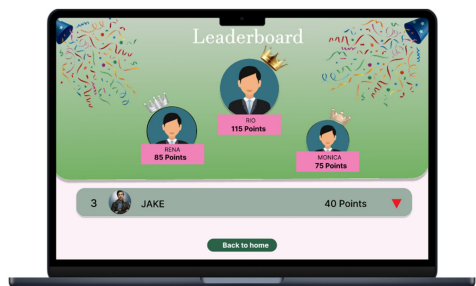 Leaderboard
RIO
115 Points
RENA
85 Points
MONICA
75 Points
3 JAKE 40 Points
Back to home